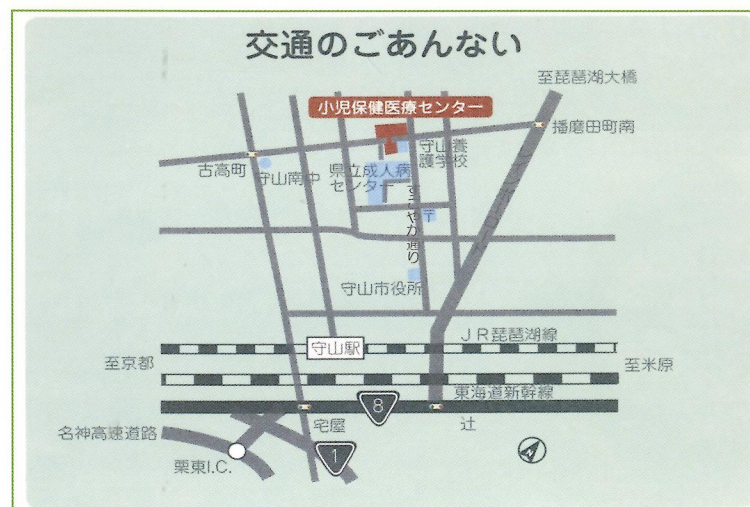 交通のごあんない
至琵琶湖大橋
小児保健医療センター
播磨田町南
古高町
守山南中
県立成人病
センター
守山養
護学校
〒
すこやか通り
守山市役所
JR琵琶湖線
守山駅
至京都
至米原
東海道新幹線
8
宅屋
辻
名神高速道路
栗東I.C.
1